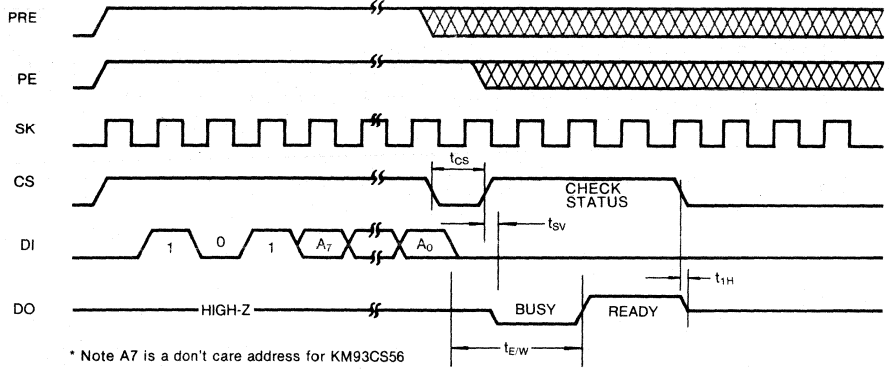 PRE
PE
SK
CS
tCS
CHECK
STATUS
tSV
DI
1
0
1
A7
A0
t1H
DO
HIGH-Z
BUSY
READY
tE/W
* Note A7 is a don't care address for KM93CS56